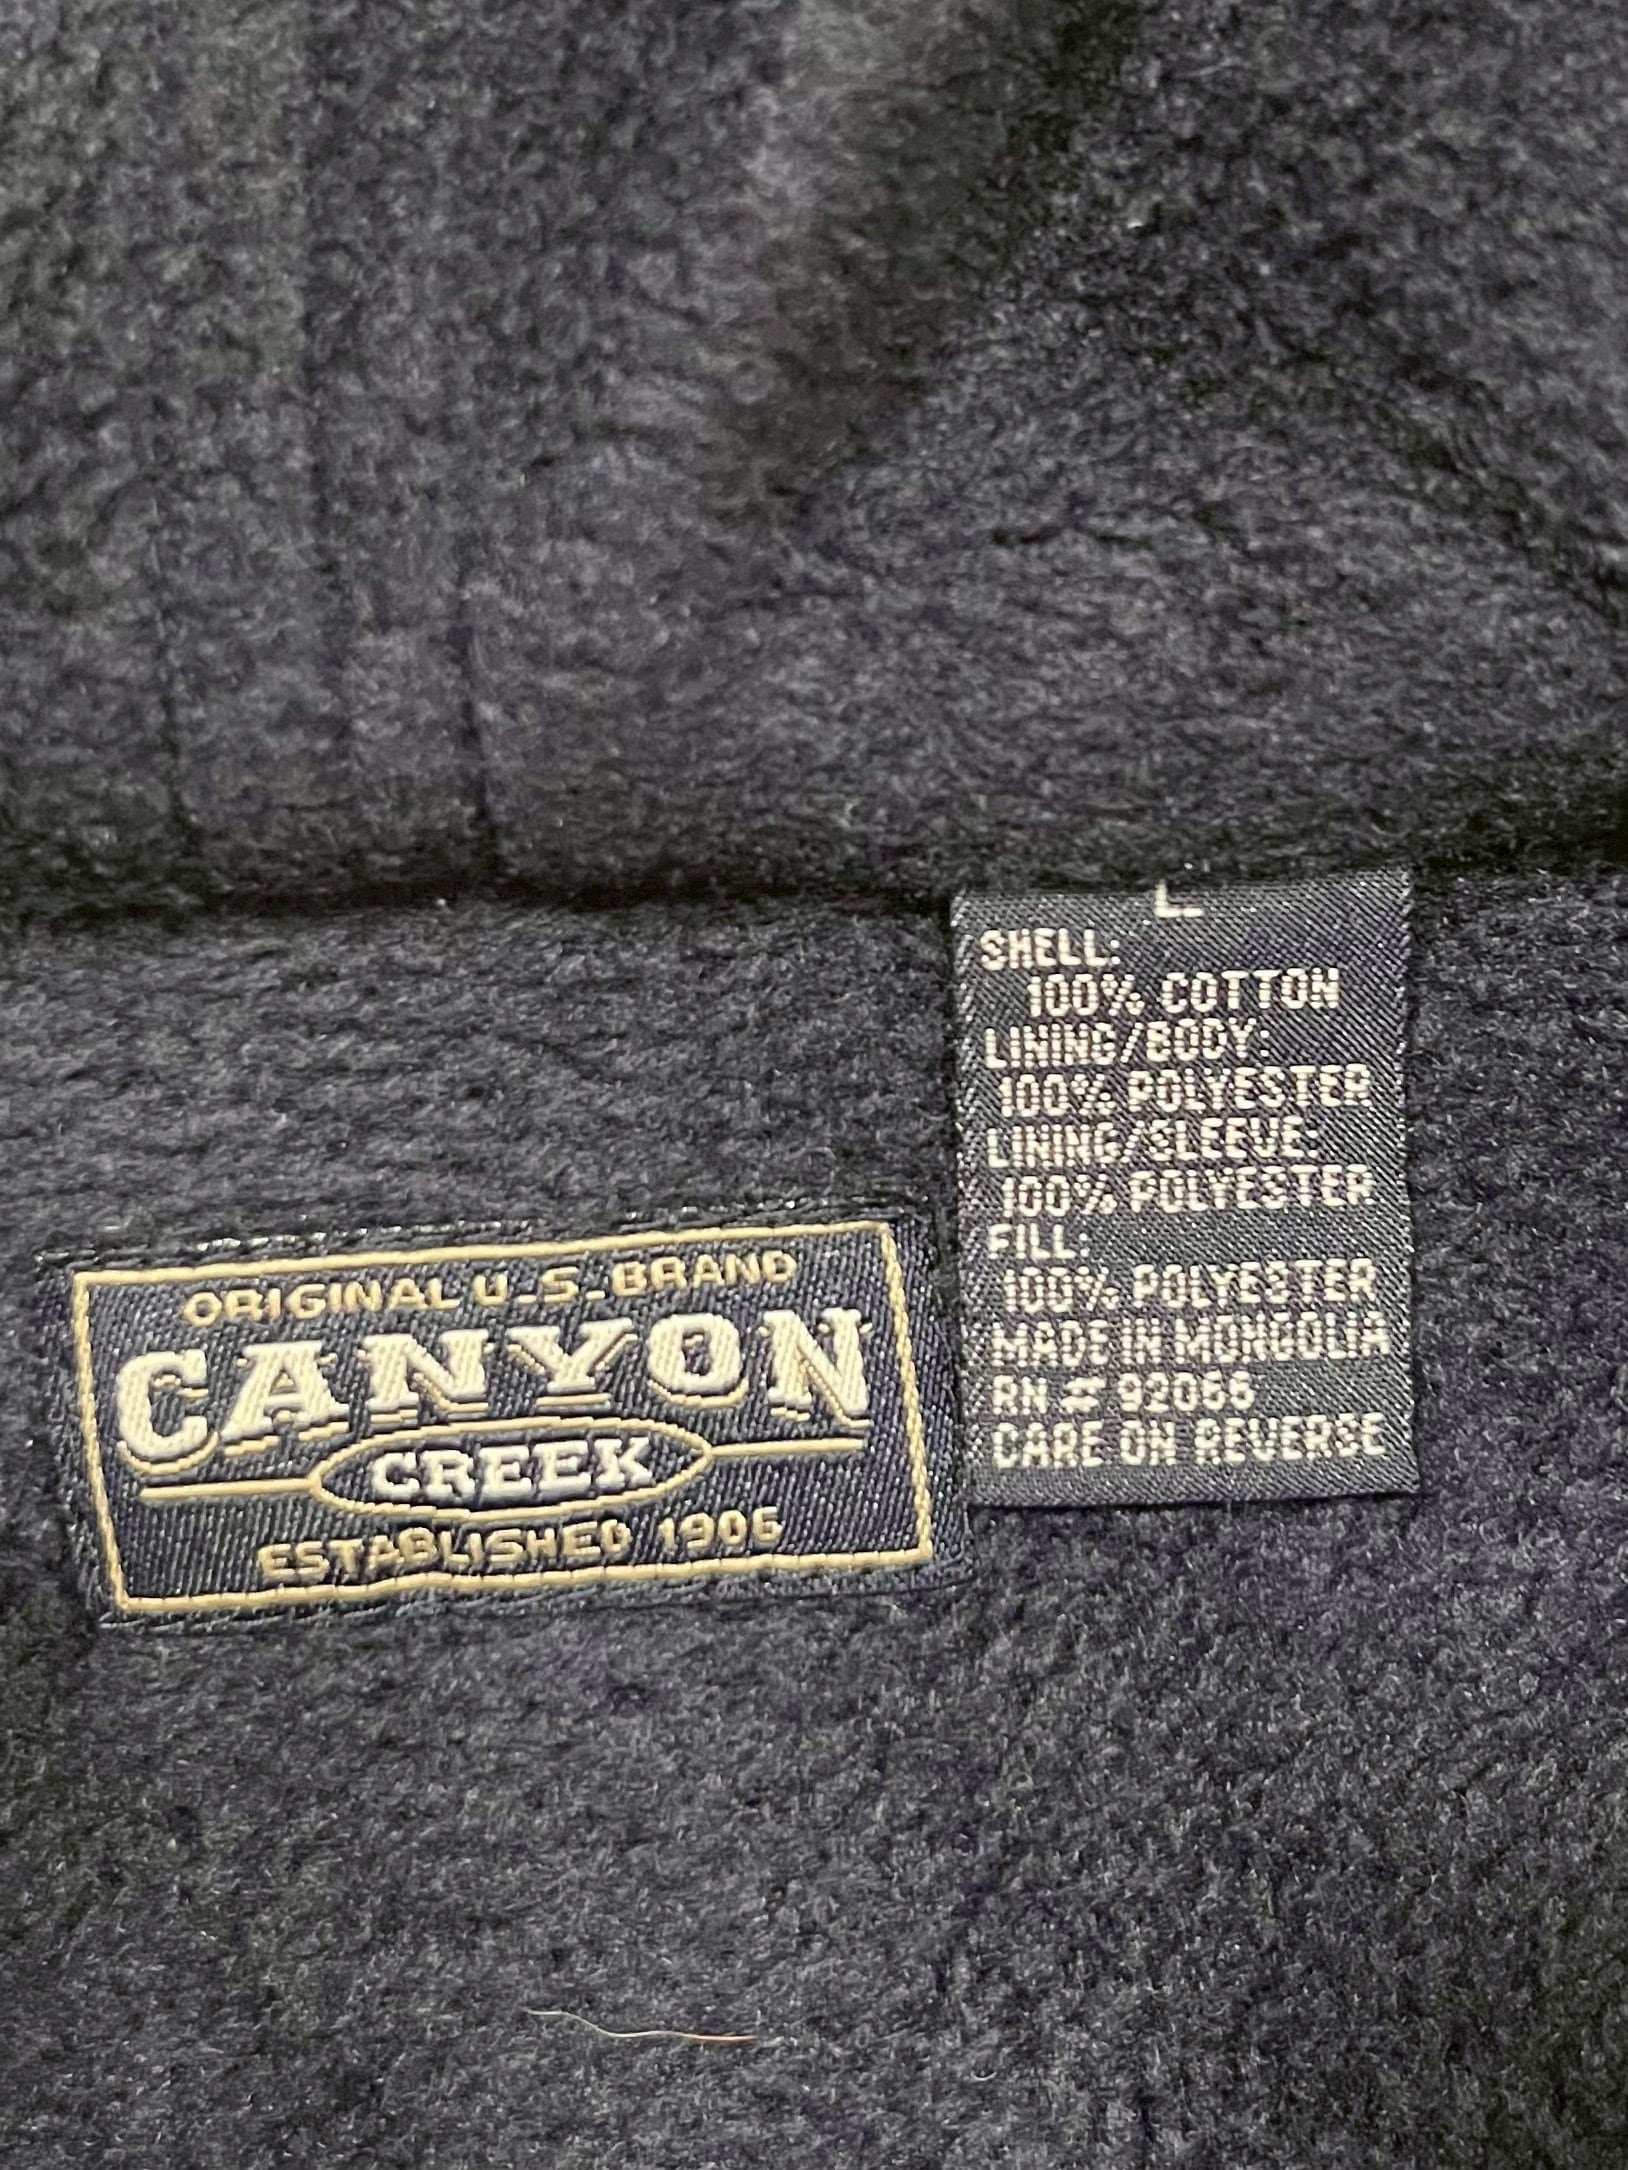 ORIGINAL U.S. BRAND
CANYON
CREEK
ESTABLISHED 1906
L
SHELL:
100% COTTON
LINING/BODY:
100% POLYESTER
LINING/SLEEVE:
100% POLYESTER
FILL:
100% POLYESTER
MADE IN MONGOLIA
RN # 92066
CARE ON REVERSE